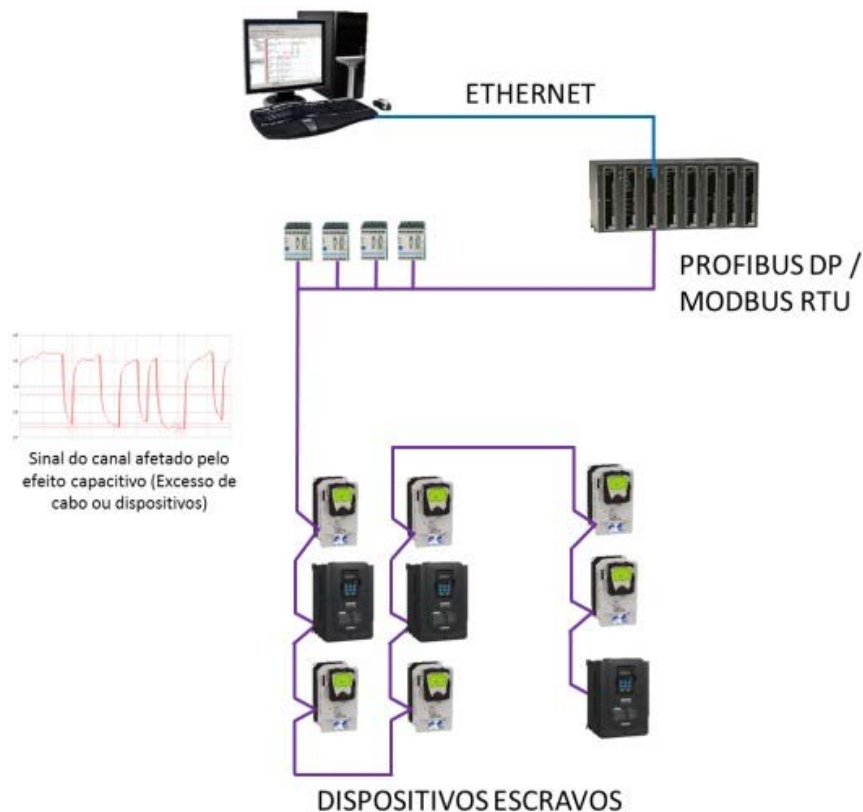 ETHERNET
PROFIBUS DP /
MODBUS RTU
Sinal do canal afetado pelo
efeito capacitivo (Excesso de
cabo ou dispositivos)
DISPOSITIVOS ESCRAVOS